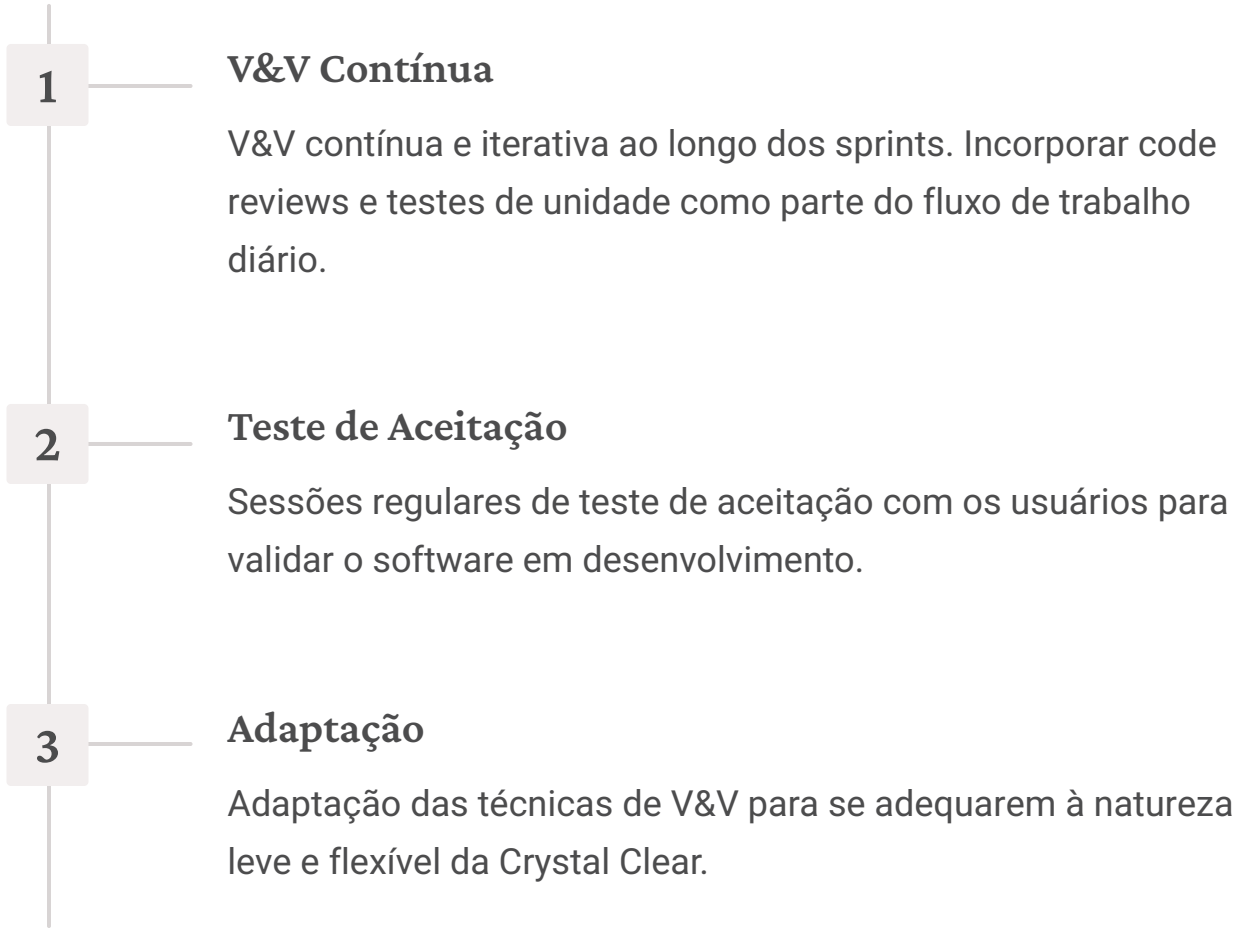 1
V&V Contínua
V&V contínua e iterativa ao longo dos sprints. Incorporar code
reviews e testes de unidade como parte do fluxo de trabalho
diário.
2
Teste de Aceitação
Sessões regulares de teste de aceitação com os usuários para
validar o software em desenvolvimento.
3
Adaptação
Adaptação das técnicas de V&V para se adequarem à natureza
leve e flexível da Crystal Clear.